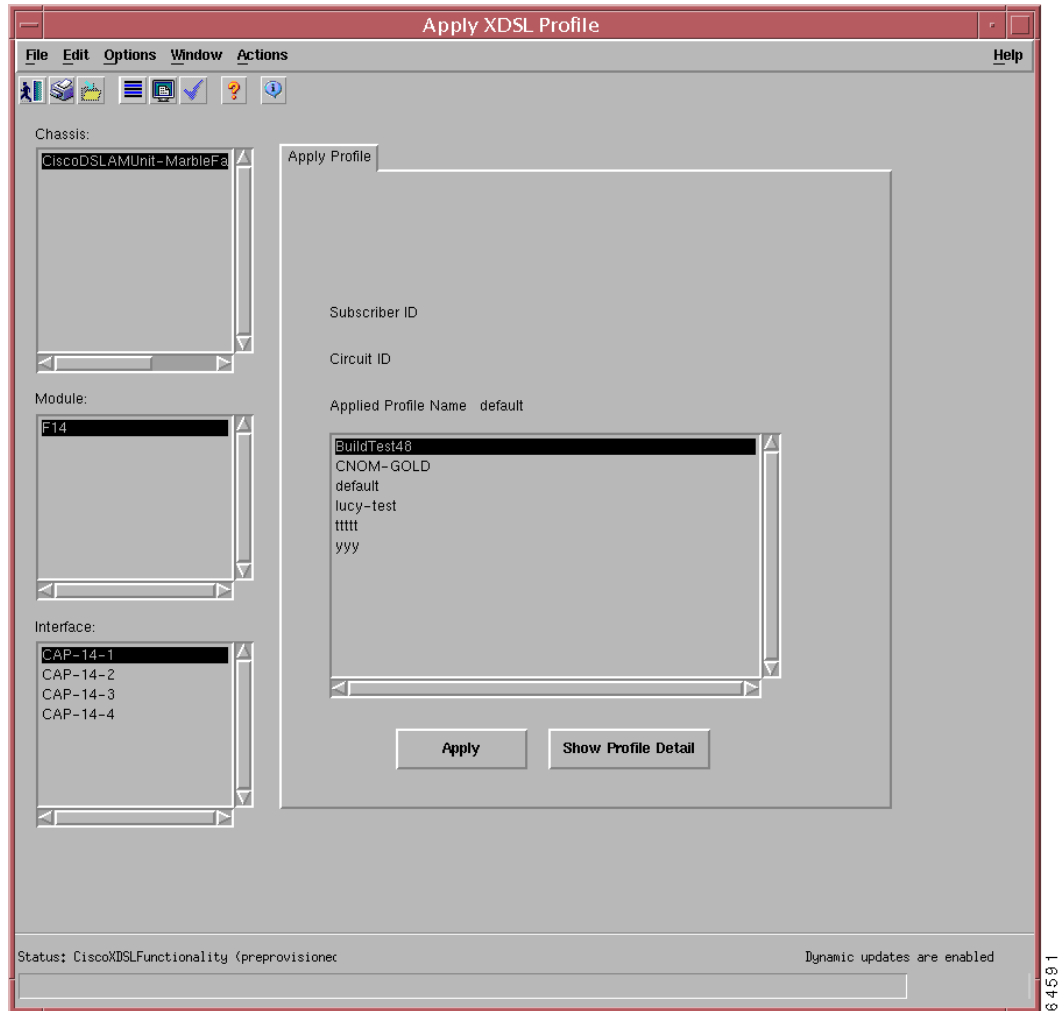 Apply XDSL Profile
File Edit Options Window Actions Help
Chassis:
CiscoDSLAMUnit-MarbleFa
Module:
F14
Interface:
CAP-14-1
CAP-14-2
CAP-14-3
CAP-14-4
Apply Profile
Subscriber ID
Circuit ID
Applied Profile Name default
BuildTest48
CNOM-GOLD
default
lucy-test
ttttt
yyy
Apply Show Profile Detail
Status: CiscoXDSLFunctionality (preprovisionec Dynamic updates are enabled
64591